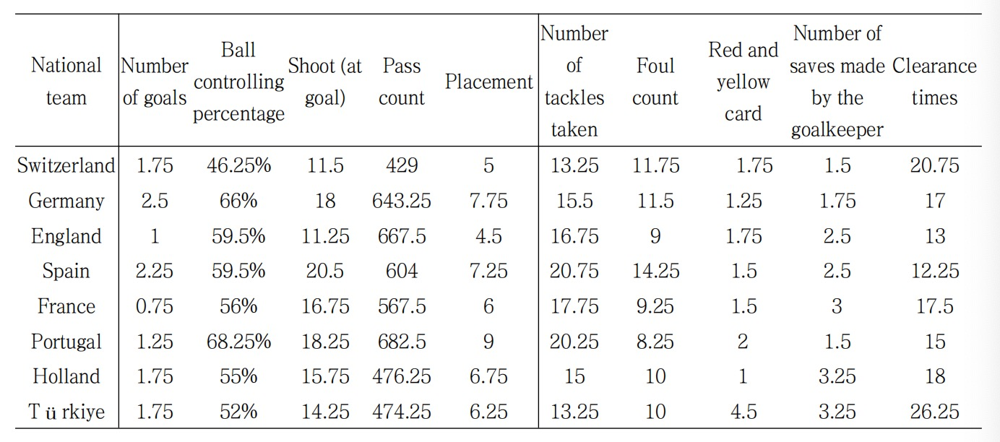 National team | Number of goals | Ball controlling percentage | Shoot (at goal) | Pass count | Placement | Number of tackles taken | Foul count | Red and yellow card | Number of saves made by the goalkeeper | Clearance times
Switzerland | 1.75 | 46.25% | 11.5 | 429 | 5 | 13.25 | 11.75 | 1.75 | 1.5 | 20.75
Germany | 2.5 | 66% | 18 | 643.25 | 7.75 | 15.5 | 11.5 | 1.25 | 1.75 | 17
England | 1 | 59.5% | 11.25 | 667.5 | 4.5 | 16.75 | 9 | 1.75 | 2.5 | 13
Spain | 2.25 | 59.5% | 20.5 | 604 | 7.25 | 20.75 | 14.25 | 1.5 | 2.5 | 12.25
France | 0.75 | 56% | 16.75 | 567.5 | 6 | 17.75 | 9.25 | 1.5 | 3 | 17.5
Portugal | 1.25 | 68.25% | 18.25 | 682.5 | 9 | 20.25 | 8.25 | 2 | 1.5 | 15
Holland | 1.75 | 55% | 15.75 | 476.25 | 6.75 | 15 | 10 | 1 | 3.25 | 18
Türkiye | 1.75 | 52% | 14.25 | 474.25 | 6.25 | 13.25 | 10 | 4.5 | 3.25 | 26.25